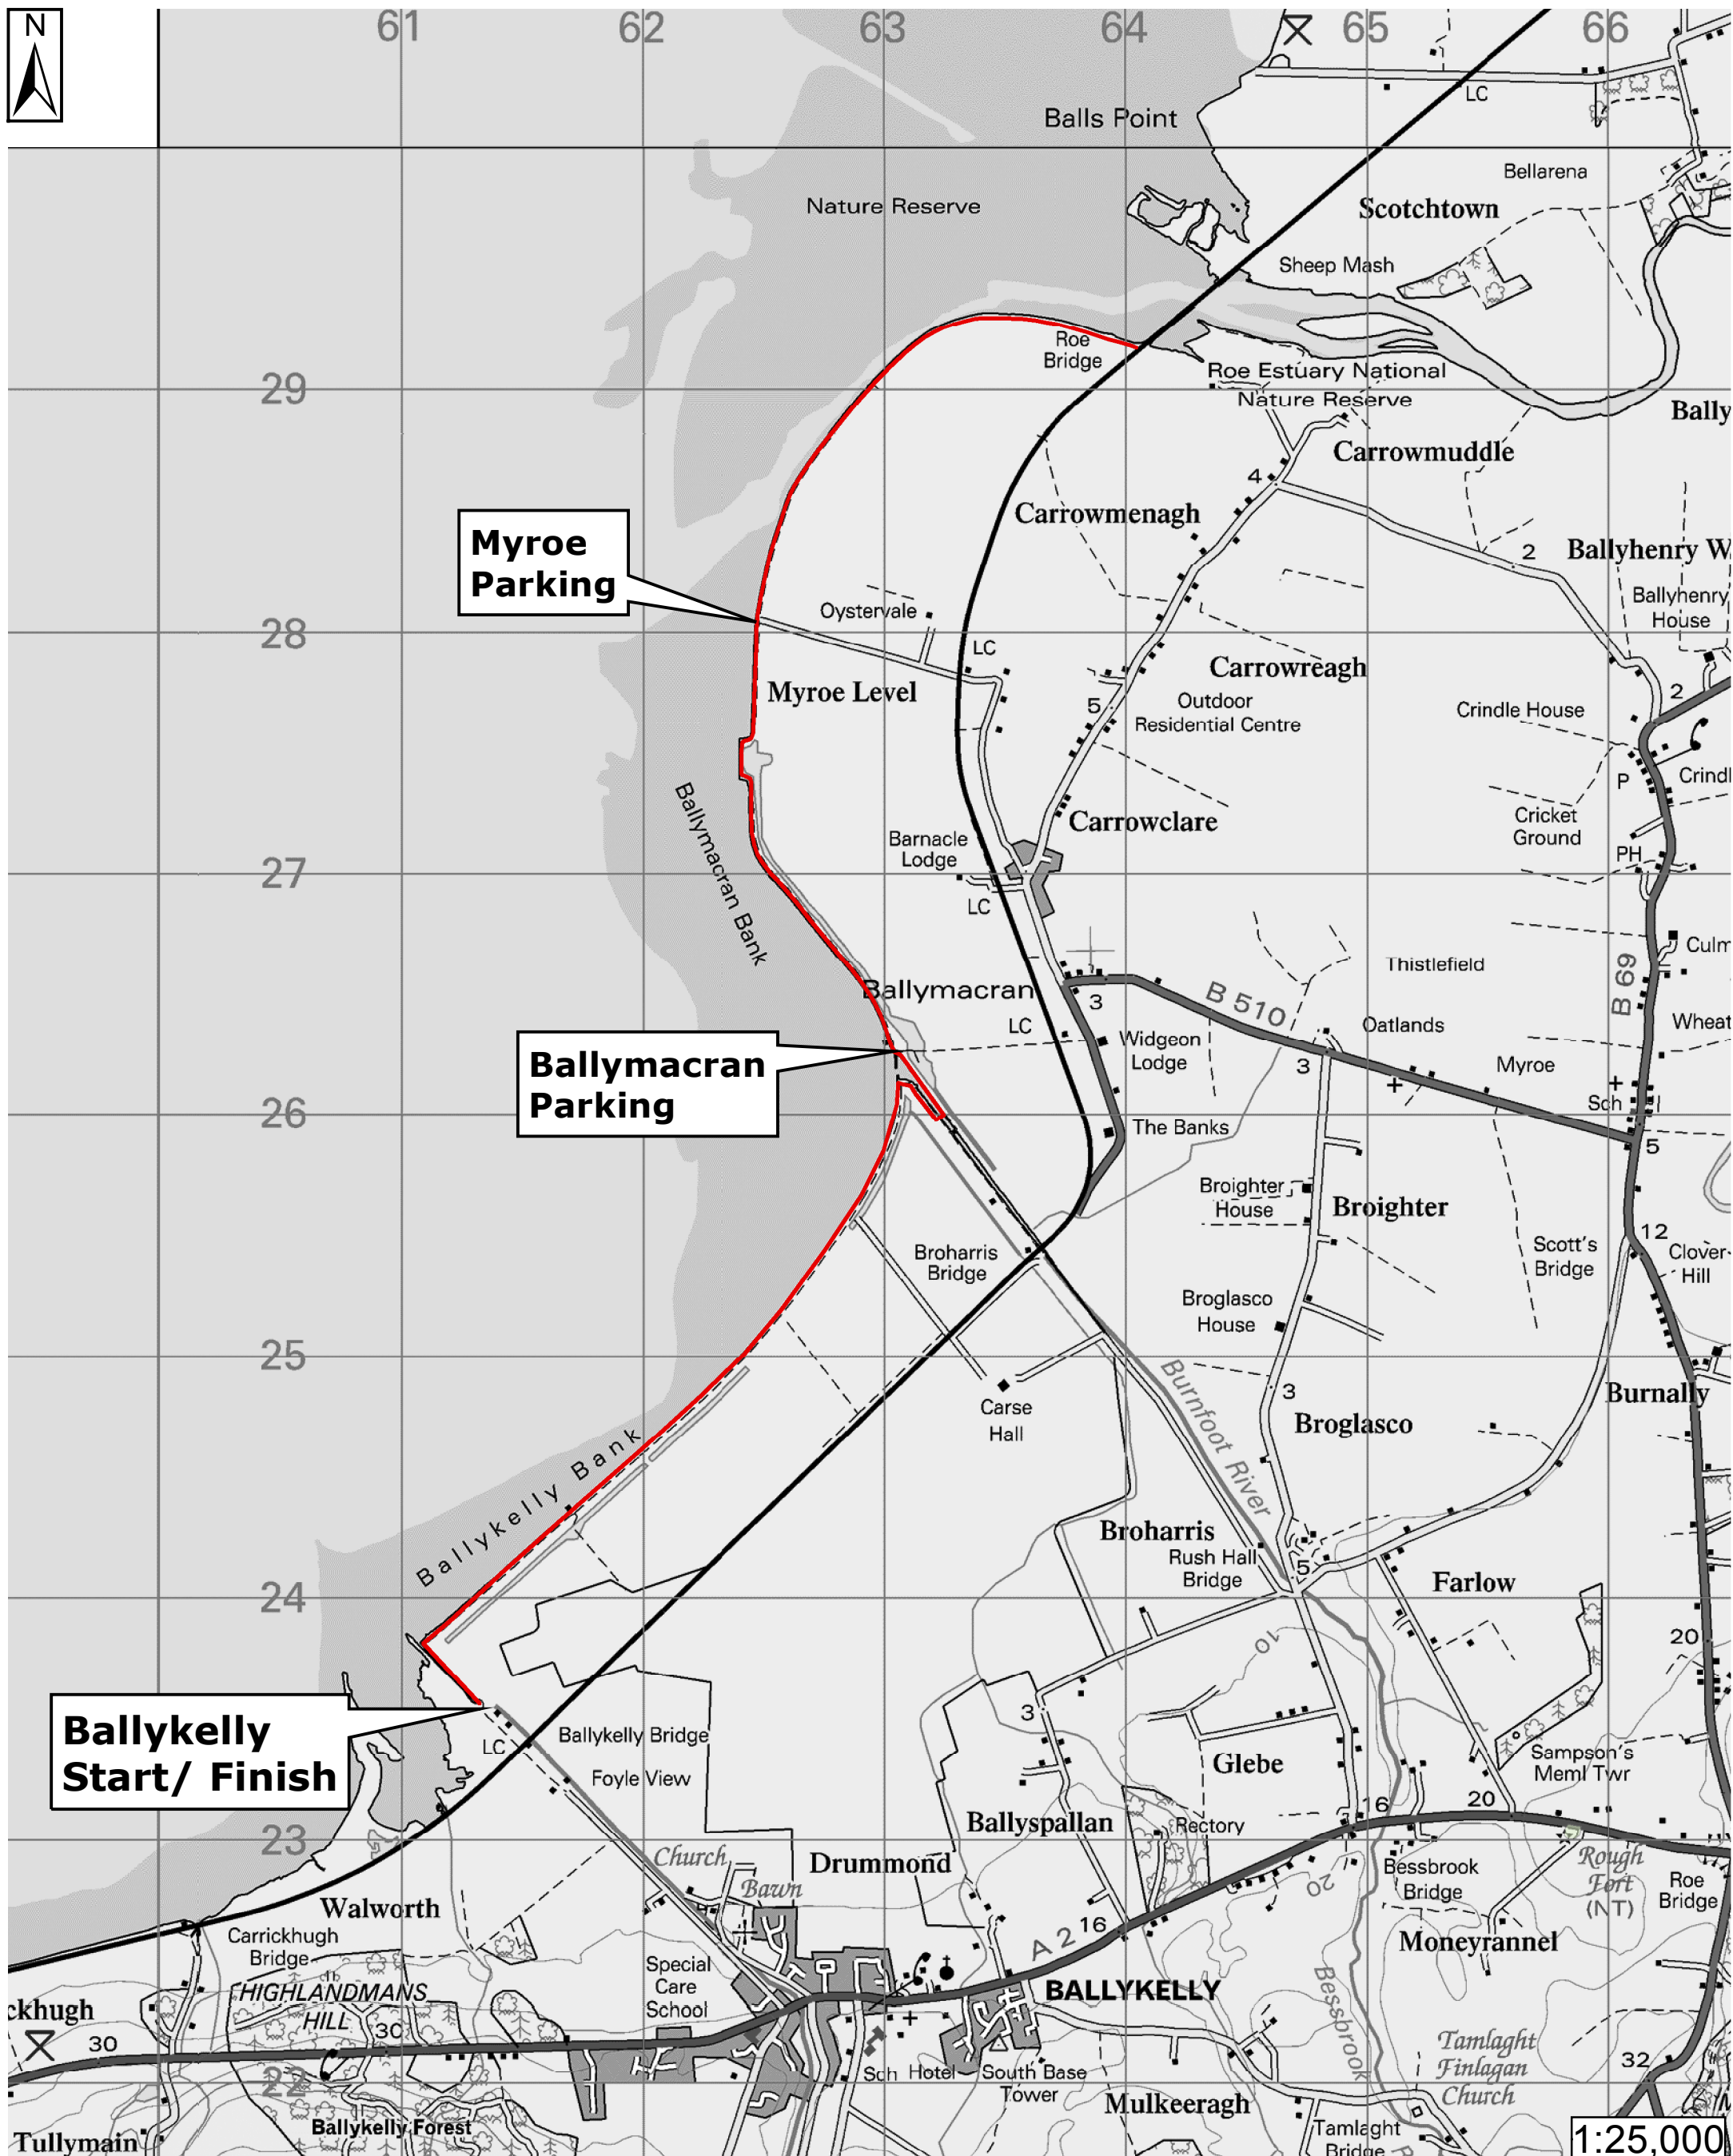 N
61
62
63
64
65
66
LC
Balls Point
Bellarena
Nature Reserve
Scotchtown
Sheep Mash
Roe
Bridge
29
Roe Estuary National
Nature Reserve
Bally
Carrowmuddle
4
Carrowmenagh
Myroe
Parking
2
Ballyhenry W
Ballyhenry
House
Oystervale
28
LC
Carrowreagh
Myroe Level
2
5
Outdoor
Residential Centre
Crindle House
P
Crindl
Ballymacran Bank
Cricket
Ground
Carrowclare
Barnacle
Lodge
PH
27
LC
Culm
Thistlefield
B 69
Ballymacran
3
B 510
LC
Oatlands
Wheat
Widgeon
Lodge
Ballymacran
Parking
3
Myroe
Sch
26
The Banks
5
Broighter
House
Broighter
12
Broharris
Bridge
Scott's
Bridge
Clover
Hill
Broglasco
House
25
Burnfoot River
3
Carse
Hall
Burnally
Broglasco
Ballykelly Bank
Broharris
Rush Hall
Bridge
5
Farlow
24
10
20
Ballykelly
Start/ Finish
3
LC
Ballykelly Bridge
Foyle View
Glebe
Sampson's
Meml Twr
20
16
Ballyspallan
Rectory
23
Church
Bawn
Drummond
Bessbrook
Bridge
Rough
Fort
(NT)
Roe
Bridge
20
Walworth
Carrickhugh
Bridge
A 2
16
Moneyrannel
Special
Care
School
BALLYKELLY
HIGHLANDMANS
HILL
ckhugh
30
30
Bessbrook
Tamlaght
Finlagan
Church
32
22
Sch
Hotel
South Base
Tower
Mulkeeragh
Ballykelly Forest
Tullymain
Tamlaght
Bridge
1:25,000